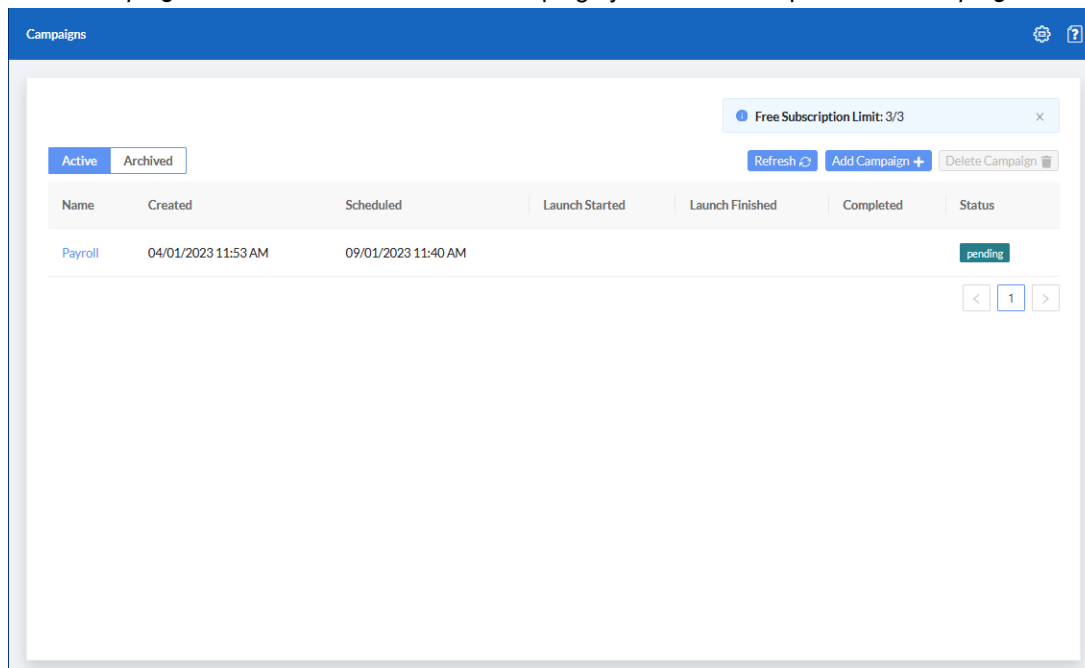 Campaigns
Free Subscription Limit: 3/3
Active Archived Refresh Add Campaign + Delete Campaign
Name Created Scheduled Launch Started Launch Finished Completed Status
Payroll 04/01/2023 11:53 AM 09/01/2023 11:40 AM pending
< 1 >